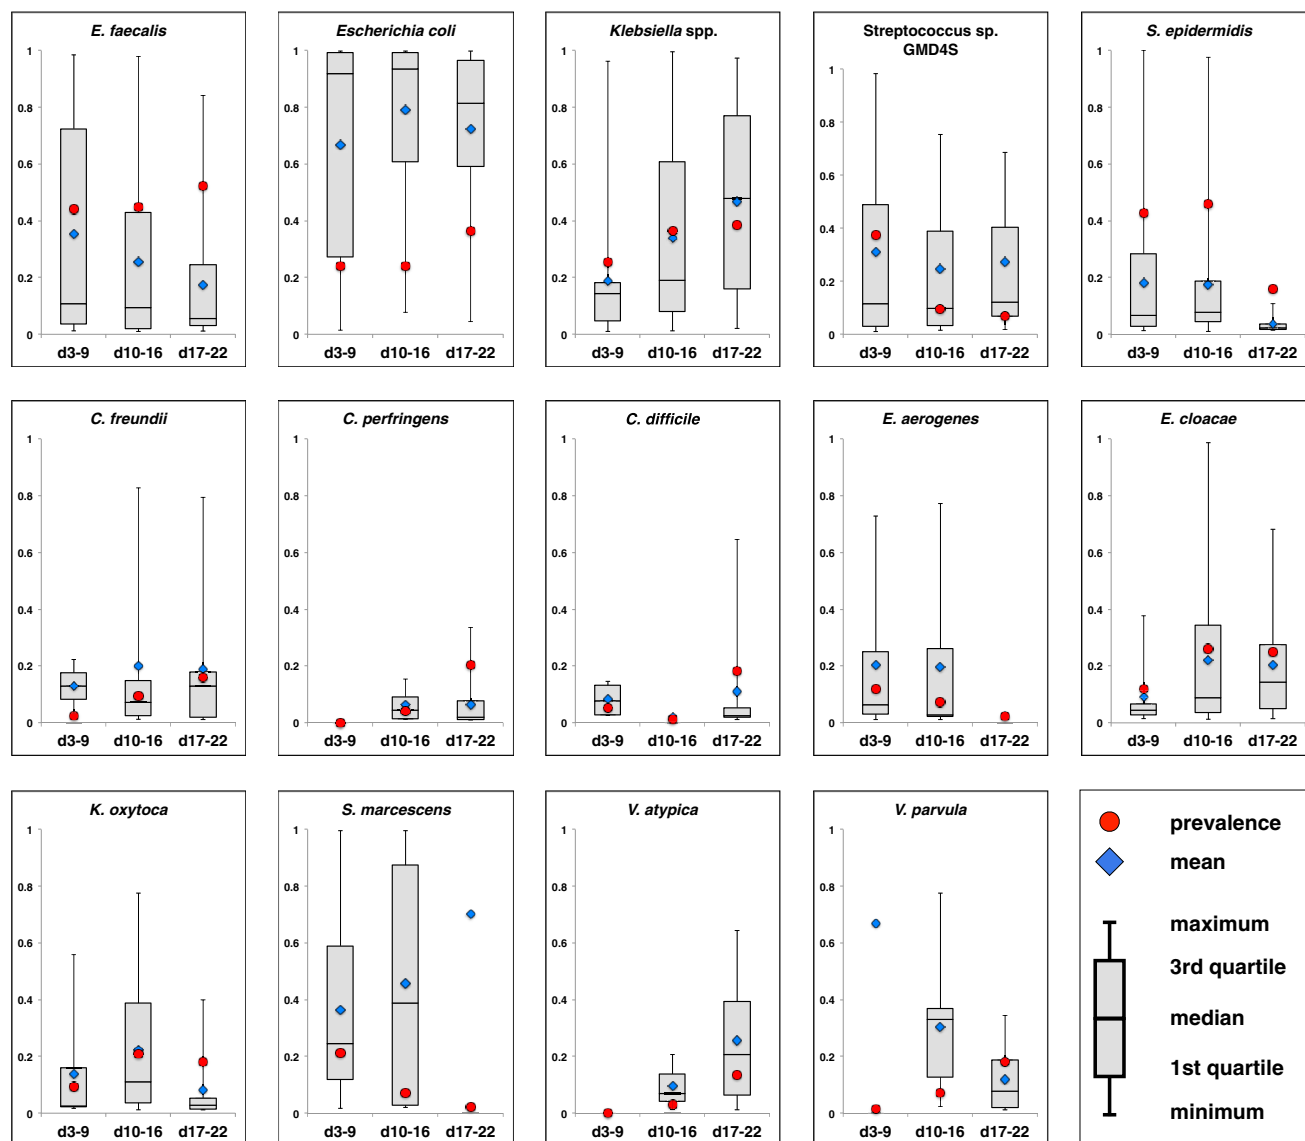 E. faecalis
1
0.8
0.6
0.4
0.2
0
d3-9 d10-16 d17-22
Escherichia coli
1
0.8
0.6
0.4
0.2
0
d3-9 d10-16 d17-22
Klebsiella spp.
1
0.8
0.6
0.4
0.2
0
d3-9 d10-16 d17-22
Streptococcus sp.
GMD4S
1
0.8
0.6
0.4
0.2
0
d3-9 d10-16 d17-22
S. epidermidis
1
0.8
0.6
0.4
0.2
0
d3-9 d10-16 d17-22
C. freundii
1
0.8
0.6
0.4
0.2
0
d3-9 d10-16 d17-22
C. perfringens
1
0.8
0.6
0.4
0.2
0
d3-9 d10-16 d17-22
C. difficile
1
0.8
0.6
0.4
0.2
0
d3-9 d10-16 d17-22
E. aerogenes
1
0.8
0.6
0.4
0.2
0
d3-9 d10-16 d17-22
E. cloacae
1
0.8
0.6
0.4
0.2
0
d3-9 d10-16 d17-22
K. oxytoca
1
0.8
0.6
0.4
0.2
0
d3-9 d10-16 d17-22
S. marcescens
1
0.8
0.6
0.4
0.2
0
d3-9 d10-16 d17-22
V. atypica
1
0.8
0.6
0.4
0.2
0
d3-9 d10-16 d17-22
V. parvula
1
0.8
0.6
0.4
0.2
0
d3-9 d10-16 d17-22
prevalence
mean
maximum
3rd quartile
median
1st quartile
minimum